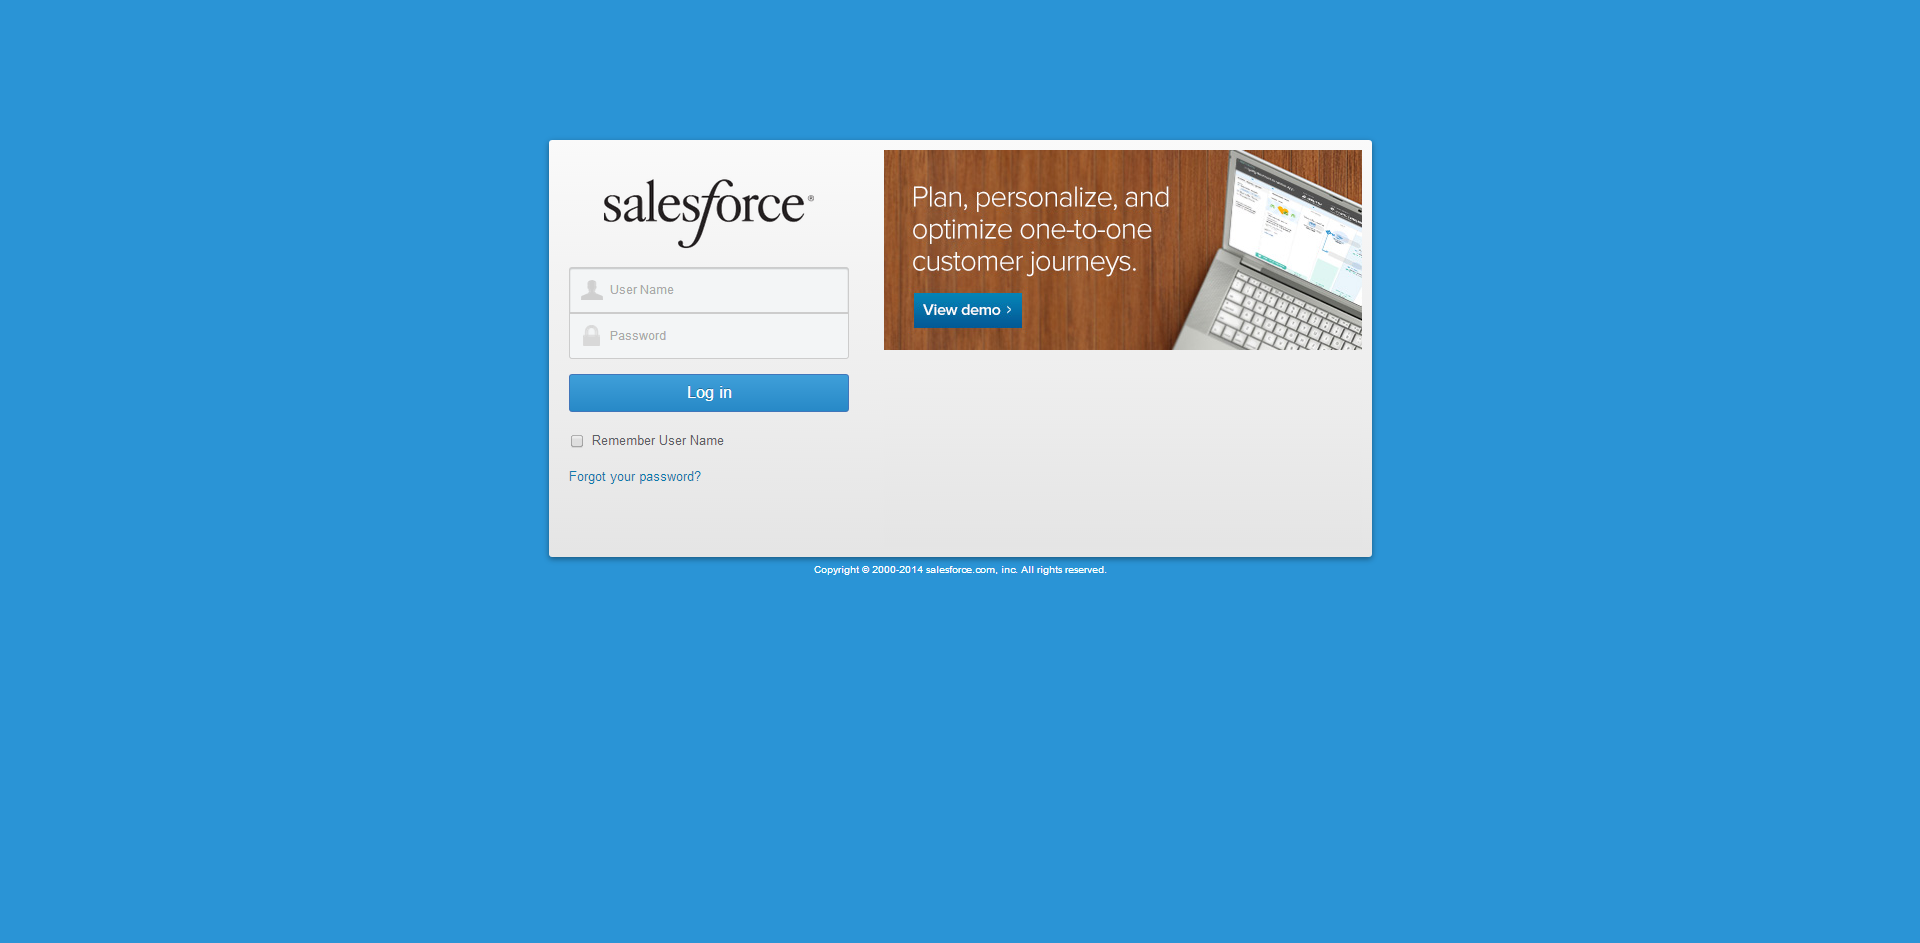 salesforce®
User Name
Password
Log in
Remember User Name
Forgot your password?
Plan, personalize, and
optimize one-to-one
customer journeys.
View demo ›
Copyright © 2000-2014 salesforce.com, inc. All rights reserved.